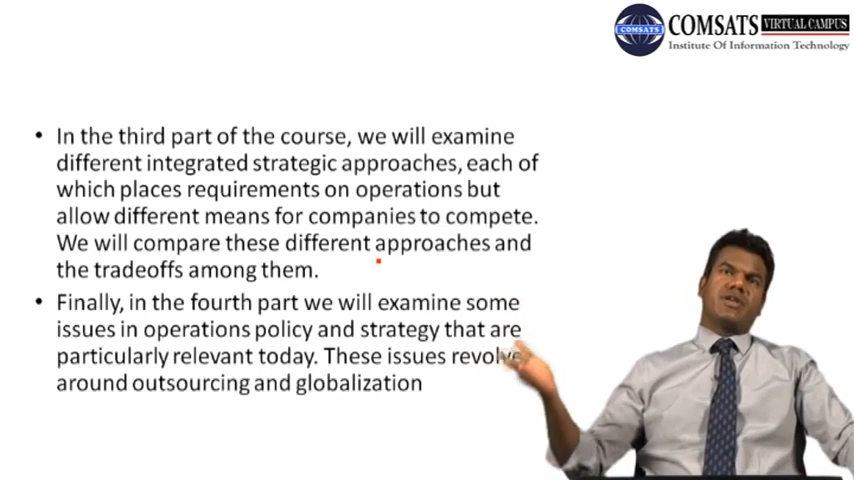 COMSATS
COMSATS VIRTUAL CAMPUS
Institute Of Information Technology
• In the third part of the course, we will examine
different integrated strategic approaches, each of
which places requirements on operations but
allow different means for companies to compete.
We will compare these different approaches and
the tradeoffs among them.
• Finally, in the fourth part we will examine some
issues in operations policy and strategy that are
particularly relevant today. These issues revolve
around outsourcing and globalization